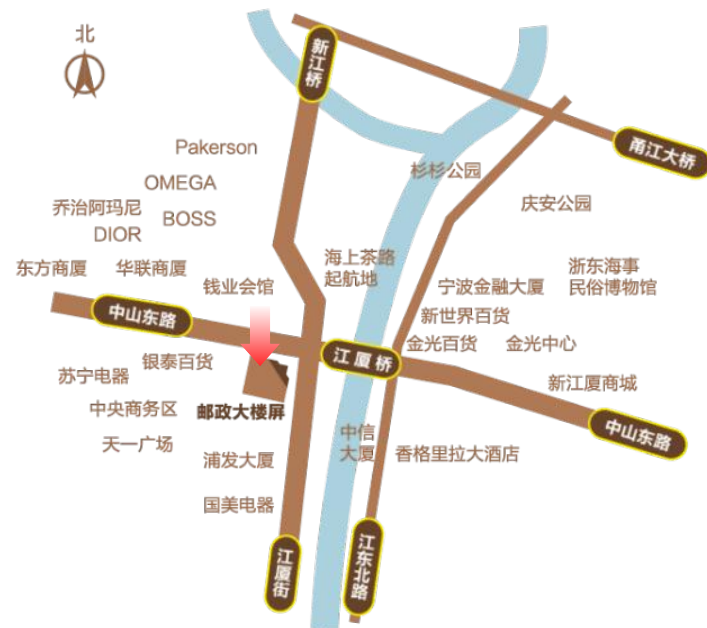 北
新江桥
甬江大桥
Pakerson
杉杉公园
OMEGA
庆安公园
乔治阿玛尼
BOSS
DIOR
海上茶路
起航地
东方商厦
华联商厦
钱业会馆
宁波金融大厦
浙东海事
民俗博物馆
中山东路
新世界百货
江厦桥
金光百货
金光中心
银泰百货
苏宁电器
新江厦商城
中央商务区
邮政大楼屏
中山东路
天一广场
中信
大厦
香格里拉大酒店
浦发大厦
国美电器
江厦街
江东北路